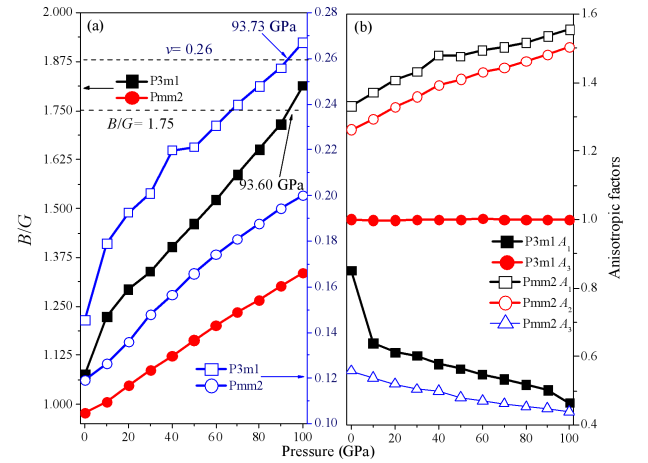 (a)
93.73 GPa
v= 0.26
P3m1
Pmm2
B/G= 1.75
93.60 GPa
P3m1
Pmm2
B/G
2.000
1.875
1.750
1.625
1.500
1.375
1.250
1.125
1.000
0.28
0.26
0.24
0.22
0.20
0.18
0.16
0.14
0.12
0.10
0 20 40 60 80 100
Pressure (GPa)
(b)
P3m1 A1
P3m1 A3
Pmm2 A1
Pmm2 A2
Pmm2 A3
1.6
1.4
1.2
1.0
0.8
0.6
0.4
Anisotropic factors
0 20 40 60 80 100